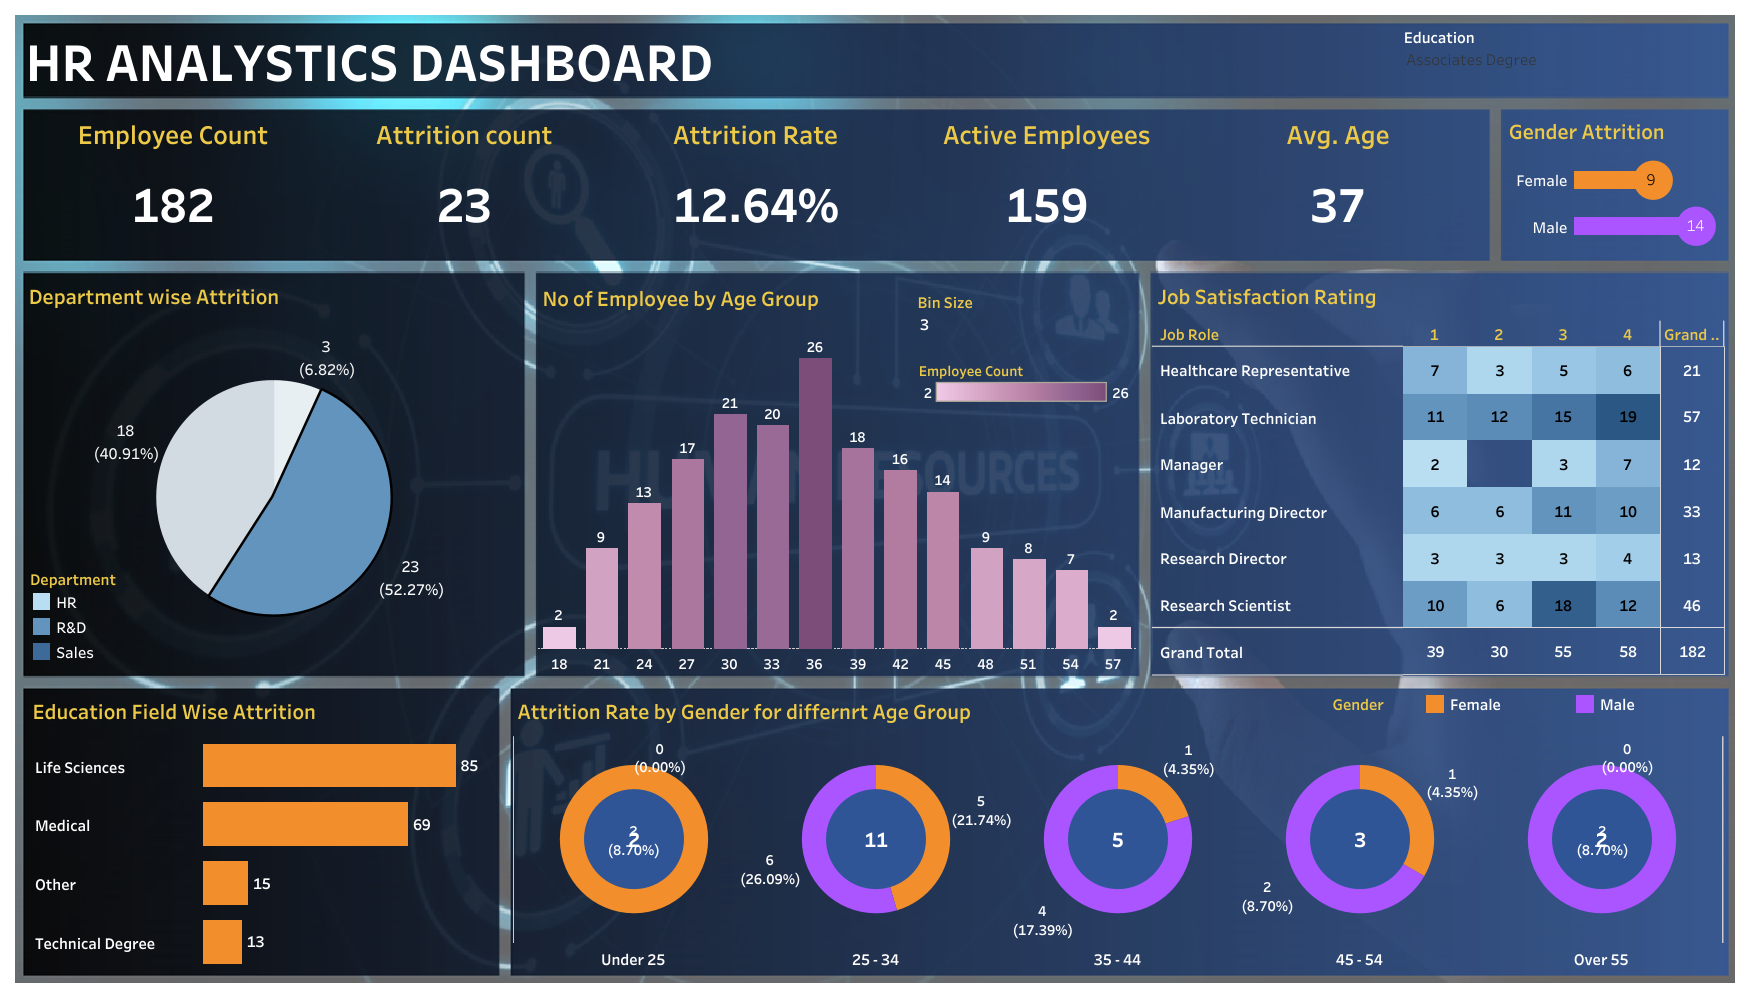 HR ANALYSTICS DASHBOARD
Education
Associates Degree
Employee Count
Attrition count
Attrition Rate
Active Employees
Avg. Age
182
23
12.64%
159
37
Gender Attrition
Female 9
Male 14
Department wise Attrition
3
(6.82%)
18
(40.91%)
23
(52.27%)
Department
HR
R&D
Sales
No of Employee by Age Group
Bin Size
3
Employee Count
2 26
2 9 13 17 21 20 26 18 16 14 9 8 7 2
18 21 24 27 30 33 36 39 42 45 48 51 54 57
HUMAN RESOURCES
Job Satisfaction Rating
Job Role 1 2 3 4 Grand ..
Healthcare Representative 7 3 5 6 21
Laboratory Technician 11 12 15 19 57
Manager 2 3 7 12
Manufacturing Director 6 6 11 10 33
Research Director 3 3 3 4 13
Research Scientist 10 6 18 12 46
Grand Total 39 30 55 58 182
Education Field Wise Attrition
Life Sciences 85
Medical 69
Other 15
Technical Degree 13
Attrition Rate by Gender for differnrt Age Group
Gender Female Male
0
(0.00%)
2
2
(8.70%)
Under 25
5
(21.74%)
11
6
(26.09%)
25 - 34
1
(4.35%)
5
4
(17.39%)
35 - 44
1
(4.35%)
3
2
(8.70%)
45 - 54
0
(0.00%)
2
2
(8.70%)
Over 55